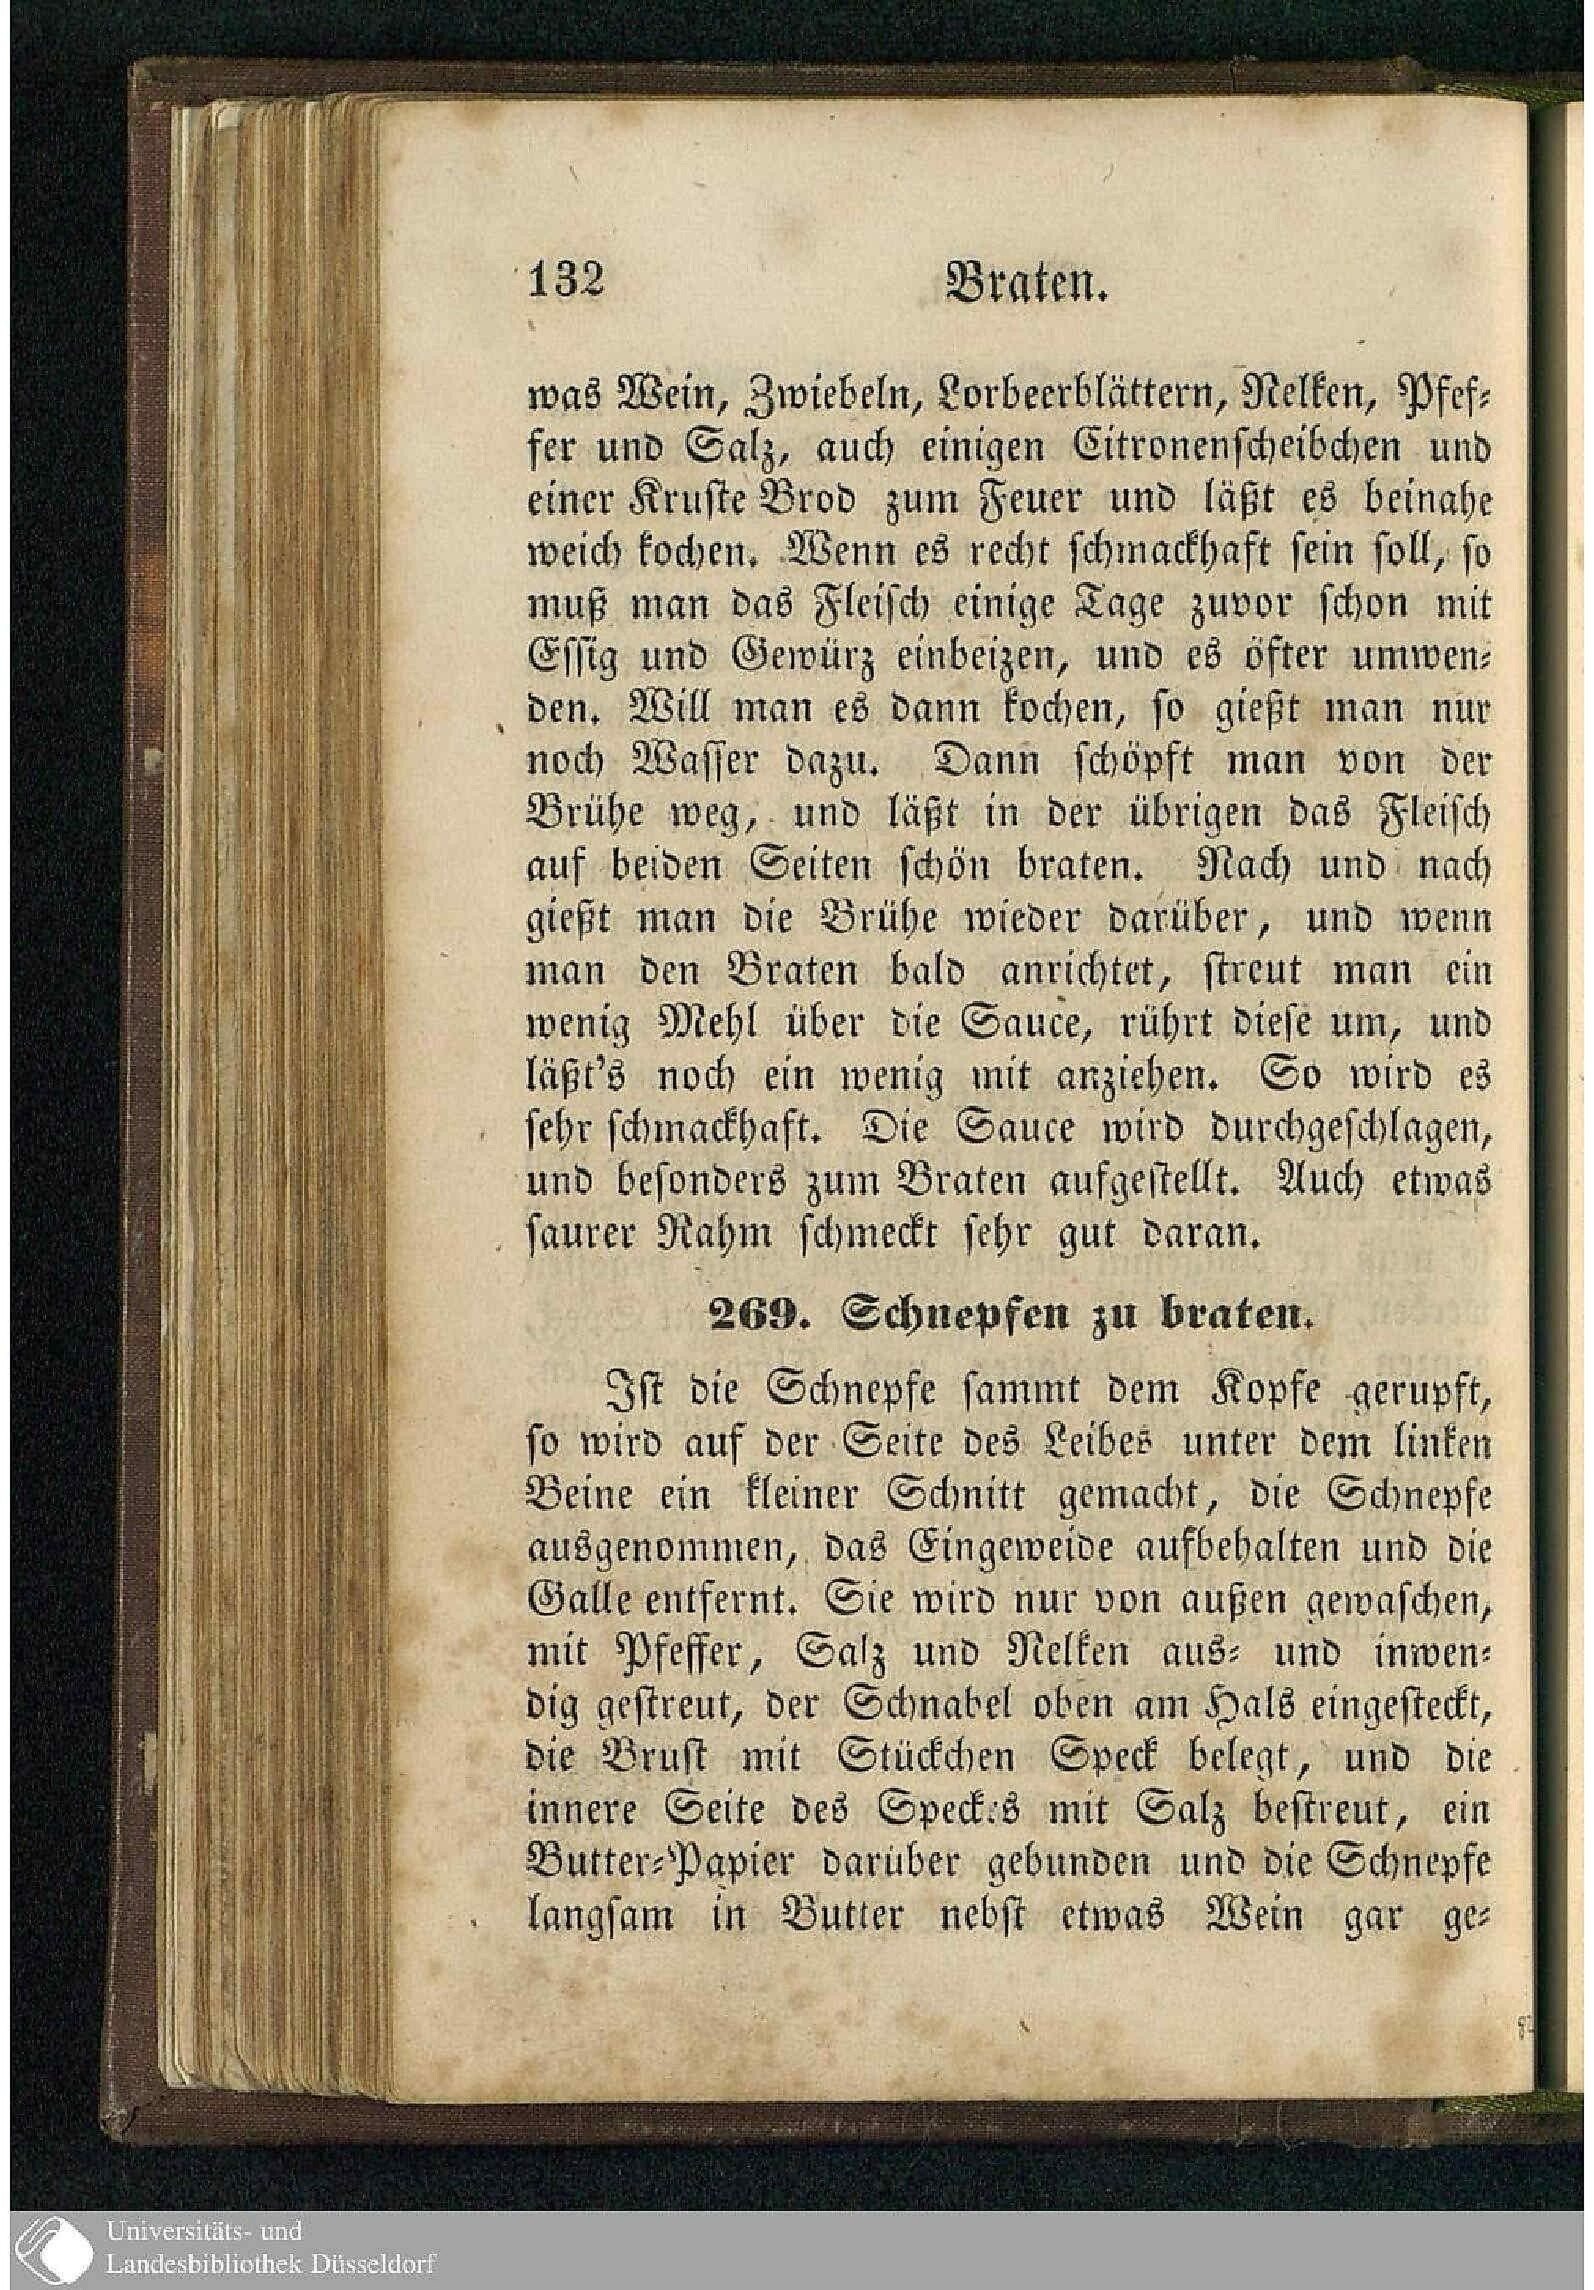 132 Braten.
was Wein, Zwiebeln, Lorbeerblättern, Nelken, Pfef-
fer und Salz, auch einigen Citronenscheibchen und
einer Kruste Brod zum Feuer und läßt es beinahe
weich kochen. Wenn es recht schmackhaft sein soll, so
muß man das Fleisch einige Tage zuvor schon mit
Essig und Gewürz einbeizen, und es öfter umwen-
den. Will man es dann kochen, so gießt man nur
noch Wasser dazu. Dann schöpft man von der
Brühe weg, und läßt in der übrigen das Fleisch
auf beiden Seiten schön braten. Nach und nach
gießt man die Brühe wieder darüber, und wenn
man den Braten bald anrichtet, streut man ein
wenig Mehl über die Sauce, rührt diese um, und
läßt's noch ein wenig mit anziehen. So wird es
sehr schmackhaft. Die Sauce wird durchgeschlagen,
und besonders zum Braten aufgestellt. Auch etwas
saurer Rahm schmeckt sehr gut daran.
269. Schnepfen zu braten.
Ist die Schnepfe sammt dem Kopfe gerupft,
so wird auf der Seite des Leibes unter dem linken
Beine ein kleiner Schnitt gemacht, die Schnepfe
ausgenommen, das Eingeweide aufbehalten und die
Galle entfernt. Sie wird nur von außen gewaschen,
mit Pfeffer, Salz und Nelken aus- und inwen-
dig gestreut, der Schnabel oben am Hals eingesteckt,
die Brust mit Stückchen Speck belegt, und die
innere Seite des Speckes mit Salz bestreut, ein
Butter-Papier darüber gebunden und die Schnepfe
langsam in Butter nebst etwas Wein gar ge-
Universitäts- und
Landesbibliothek Düsseldorf